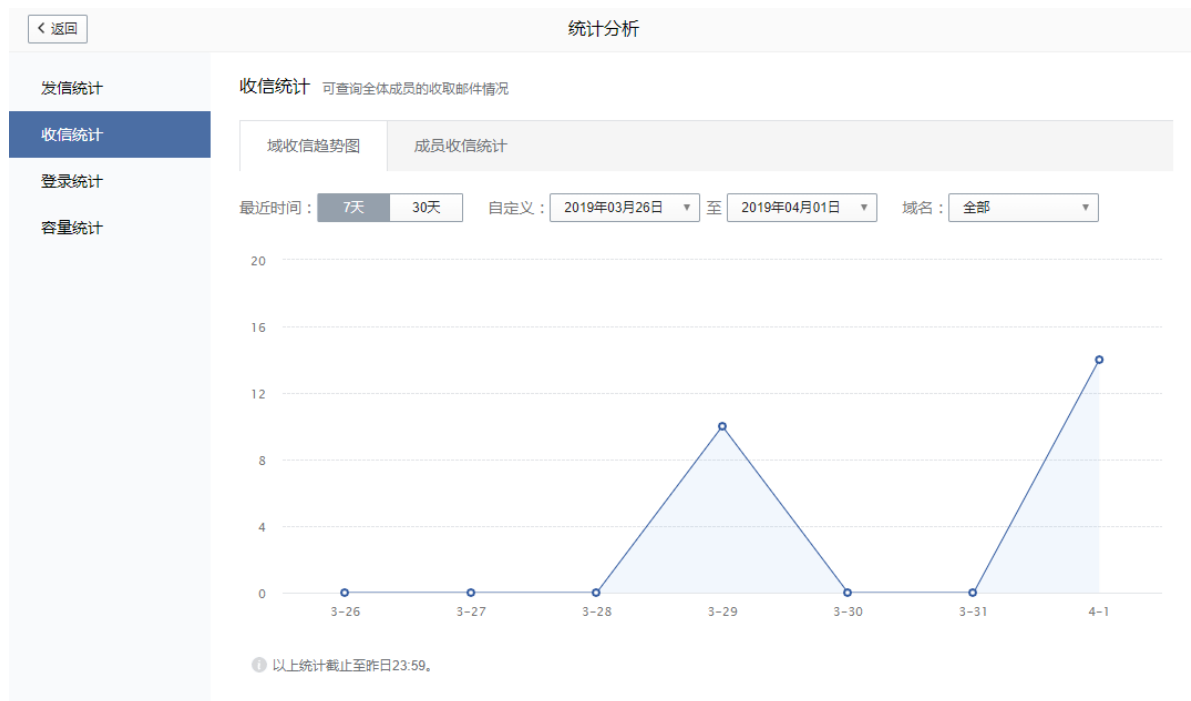 返回
统计分析
发信统计
收信统计
登录统计
容量统计
收信统计 可查询全体成员的收取邮件情况
域收信趋势图 成员收信统计
最近时间： 7天 30天 自定义： 2019年03月26日 至 2019年04月01日 域名： 全部
20
16
12
8
4
0
3-26 3-27 3-28 3-29 3-30 3-31 4-1
以上统计截止至昨日23:59。